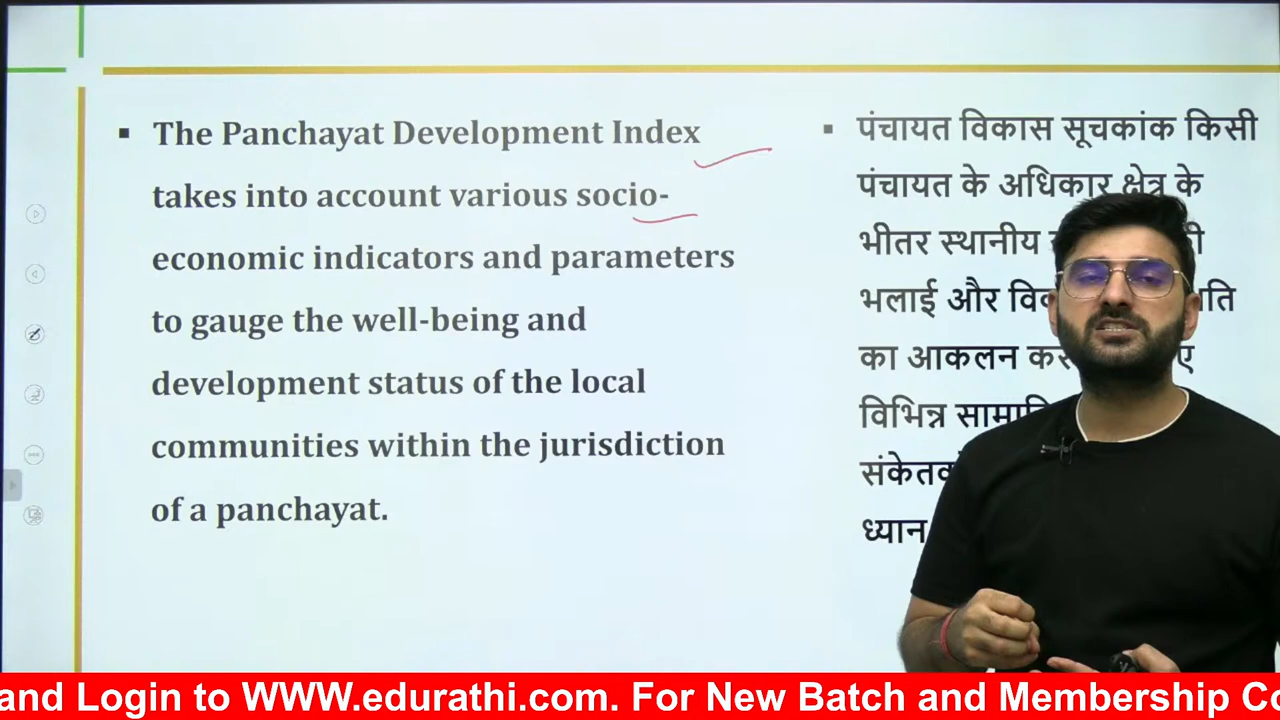 ▪ The Panchayat Development Index
takes into account various socio-
economic indicators and parameters
to gauge the well-being and
development status of the local
communities within the jurisdiction
of a panchayat.
▪ पंचायत विकास सूचकांक किसी
पंचायत के अधिकार क्षेत्र के
भीतर स्थानीय
भलाई और
का आकलन
विभिन्न
ध्यान
and Login to WWW.edurathi.com. For New Batch and Membership Co